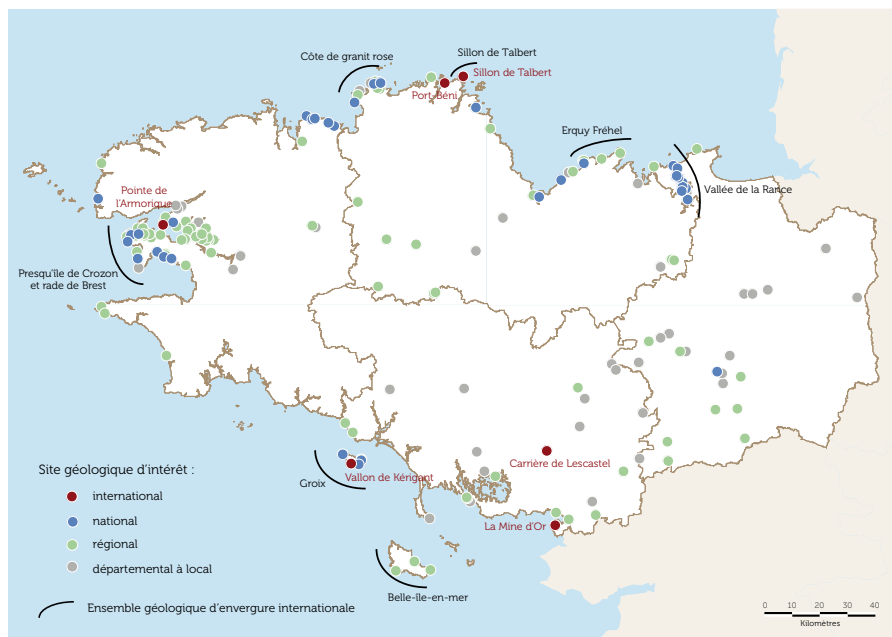 Côte de granit rose
Sillon de Talbert
Sillon de Talbert
Port-Béni
Erquy Fréhel
Vallée de la Rance
Pointe de
l'Armorique
Presqu'île de Crozon
et rade de Brest
Site géologique d'intérêt :
international
national
régional
départemental à local
Ensemble géologique d'envergure internationale
Groix
Vallon de Kérigant
Carrière de Lescastel
La Mine d'Or
Belle-île-en-mer
0 10 20 30 40
Kilomètres